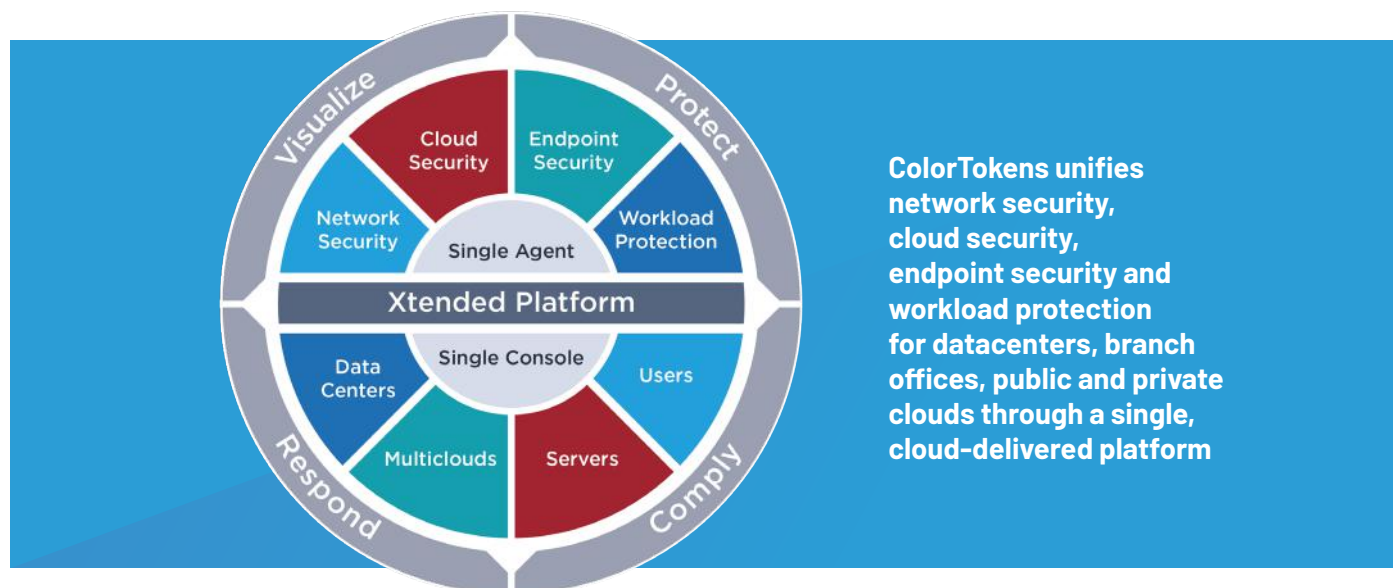 Visualize
Protect
Cloud
Security
Endpoint
Security
Network
Security
Workload
Protection
Single Agent
Xtended Platform
Single Console
Data
Centers
Users
Multiclouds
Servers
Respond
Comply
ColorTokens unifies
network security,
cloud security,
endpoint security and
workload protection
for datacenters, branch
offices, public and private
clouds through a single,
cloud-delivered platform